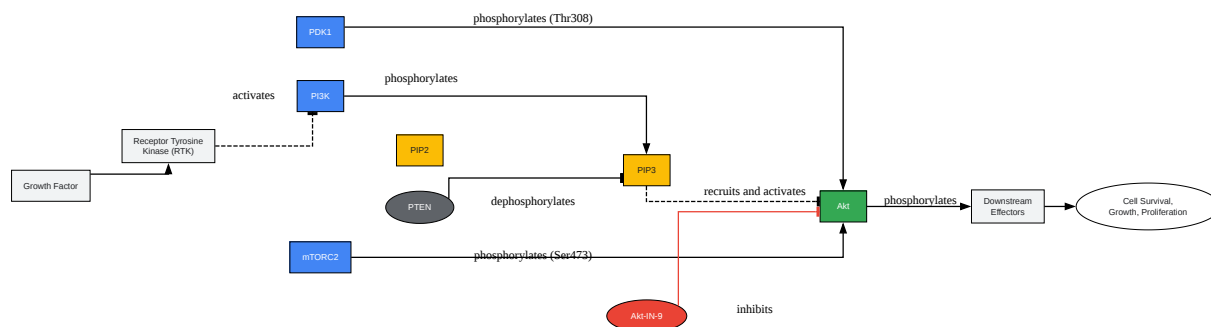 phosphorylates (Thr308)
PDK1
phosphorylates
activates
PI3K
Receptor Tyrosine
Kinase (RTK)
PIP2
PIP3
Growth Factor
recruits and activates
PTEN
dephosphorylates
Akt
phosphorylates
Downstream
Effectors
Cell Survival,
Growth, Proliferation
mTORC2
phosphorylates (Ser473)
Akt-IN-9
inhibits